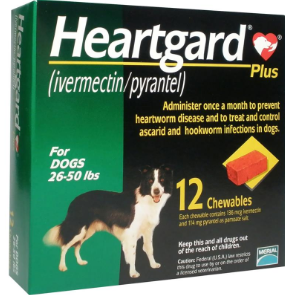 Heartgard®
Plus
(ivermectin/pyrantel)
Administer once a month to prevent
heartworm disease and to treat and control
ascarid and hookworm infections in dogs.
For
DOGS
26-50 lbs
12 Chewables
Each chewable contains 136 mcg ivermectin
and 114 mg pyrantel as pamoate salt.
Keep this and all drugs out
of the reach of children.
Caution: Federal (U.S.A.) law restricts
this drug to use by or on the order of
a licensed veterinarian.
MERIAL